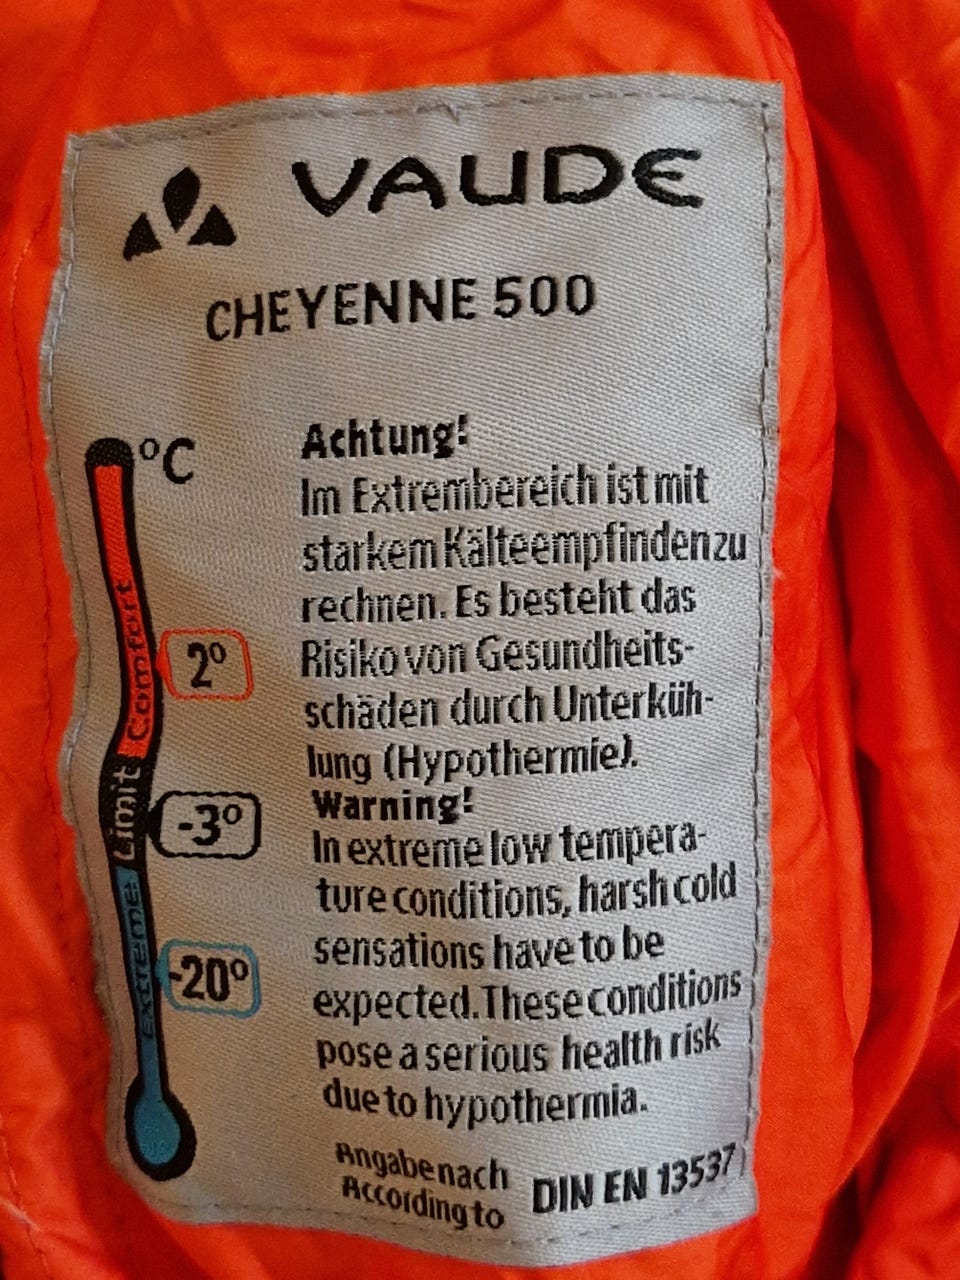 VAUDE
CHEYENNE 500
°C
Comfort
2°
Limit
-3°
Extreme
-20°
Achtung!
Im Extrembereich ist mit
starkem Kälteempfinden zu
rechnen. Es besteht das
Risiko von Gesundheits-
schäden durch Unterküh-
lung (Hypothermie).
Warning!
In extreme low tempera-
ture conditions, harsh cold
sensations have to be
expected. These conditions
pose a serious health risk
due to hypothermia.
Angabe nach
According to
DIN EN 13537